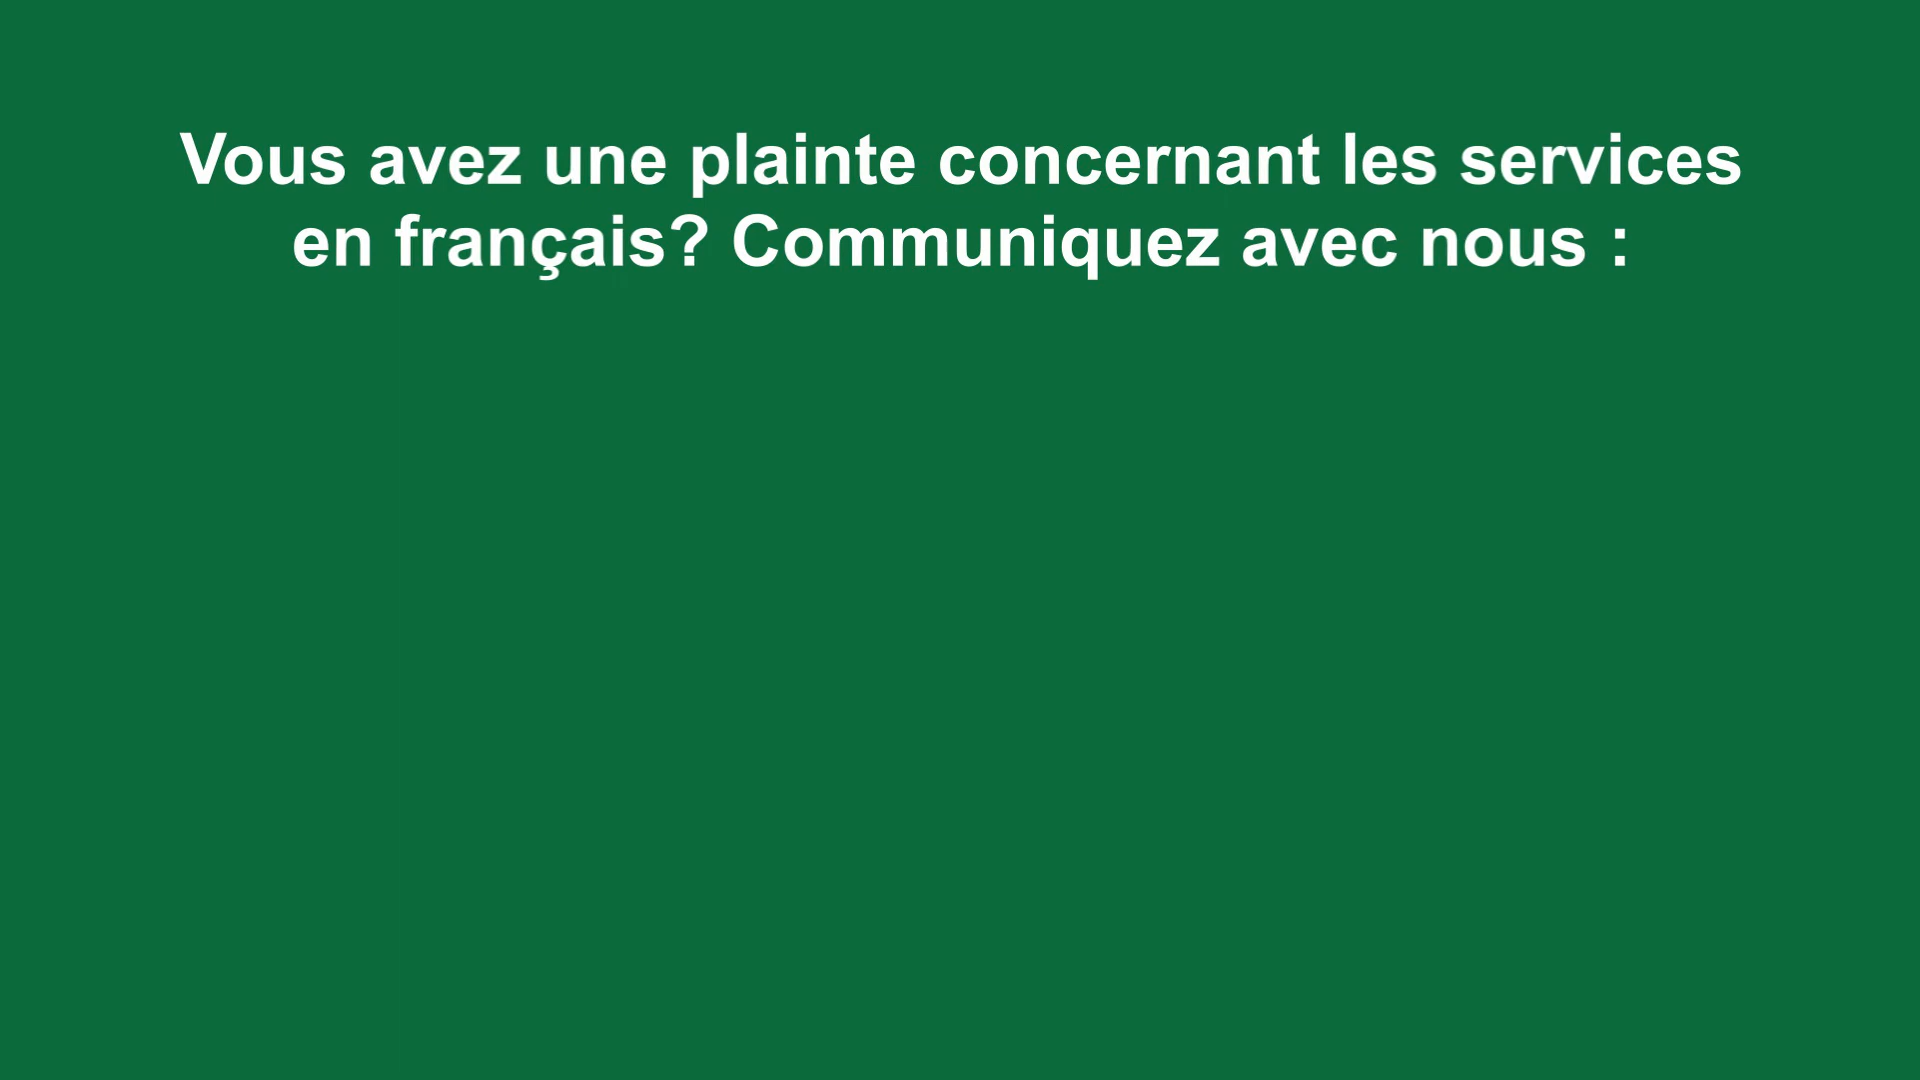 Vous avez une plainte concernant les services
en français? Communiquez avec nous :